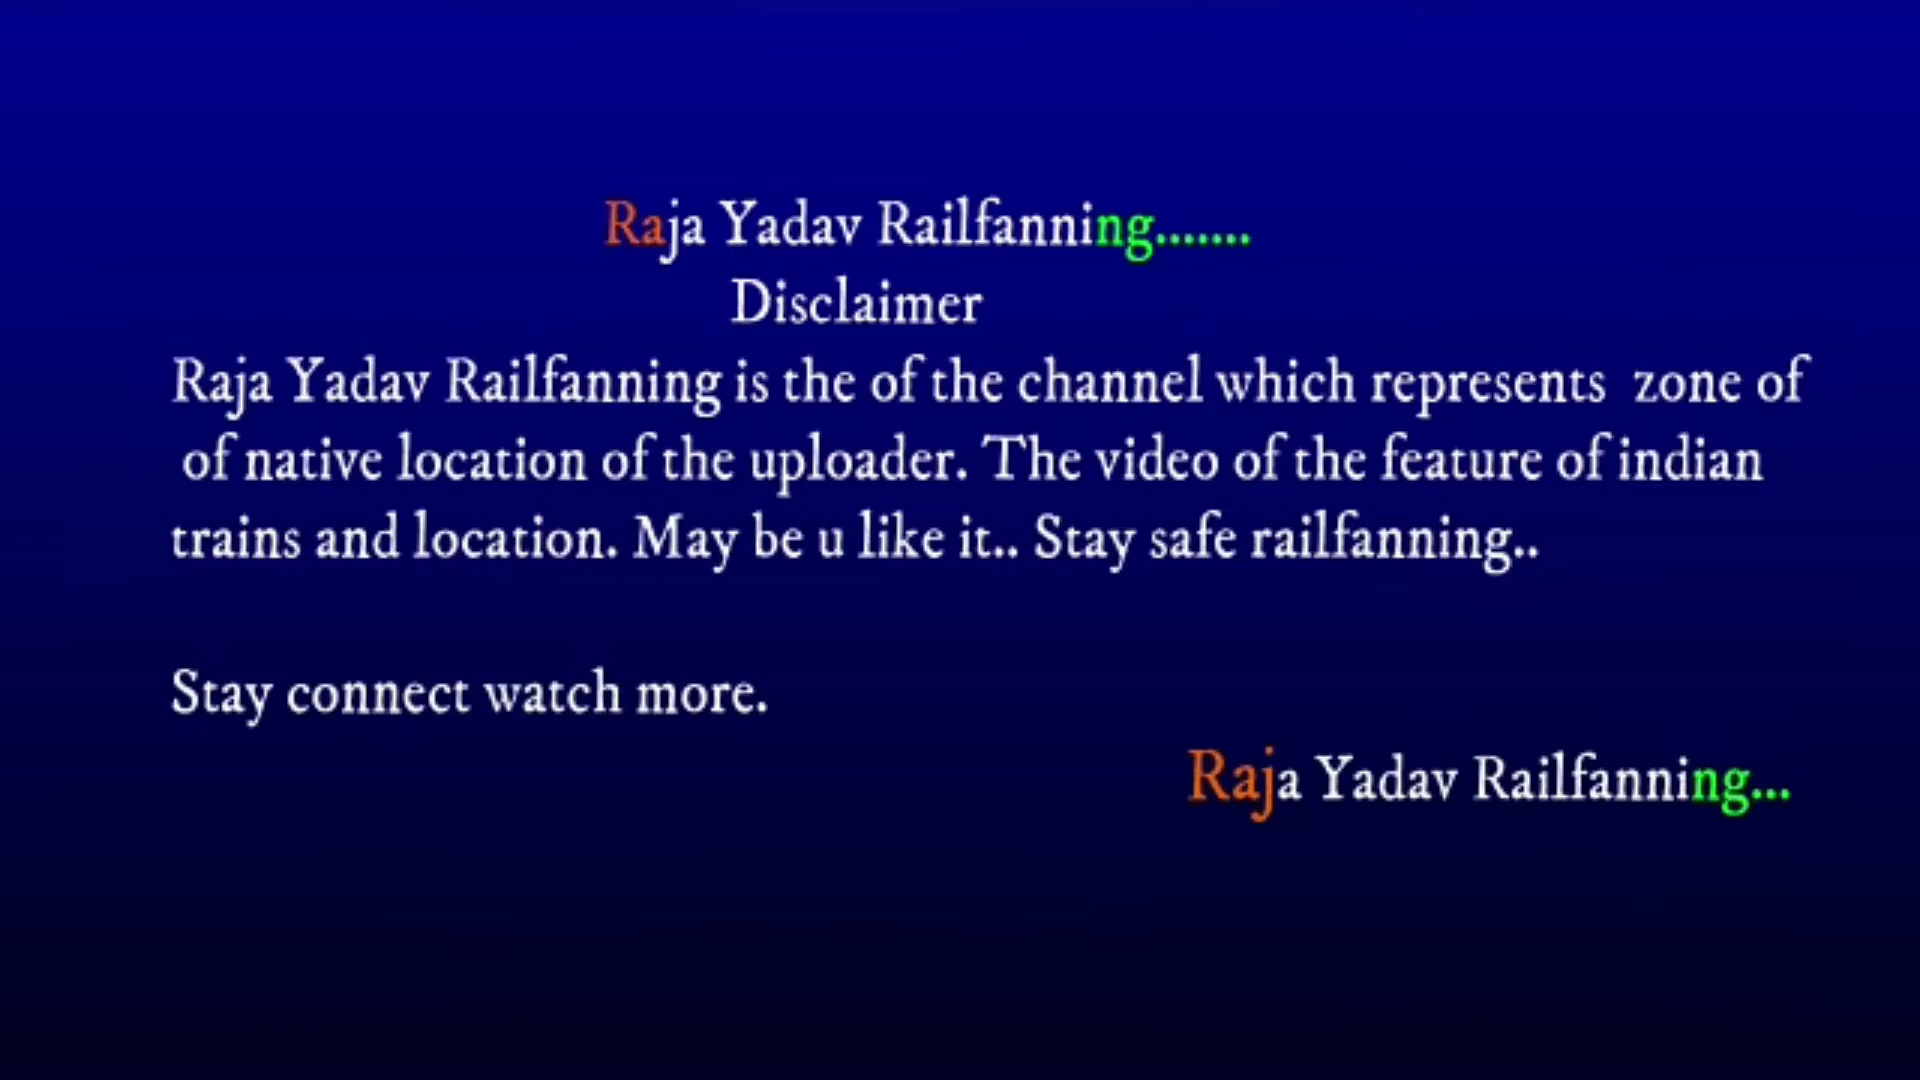 Raja Yadav Railfanning.......
Disclaimer
Raja Yadav Railfanning is the of the channel which represents zone of
of native location of the uploader. The video of the feature of indian
trains and location. May be u like it.. Stay safe railfanning..
Stay connect watch more.
Raja Yadav Railfanning...